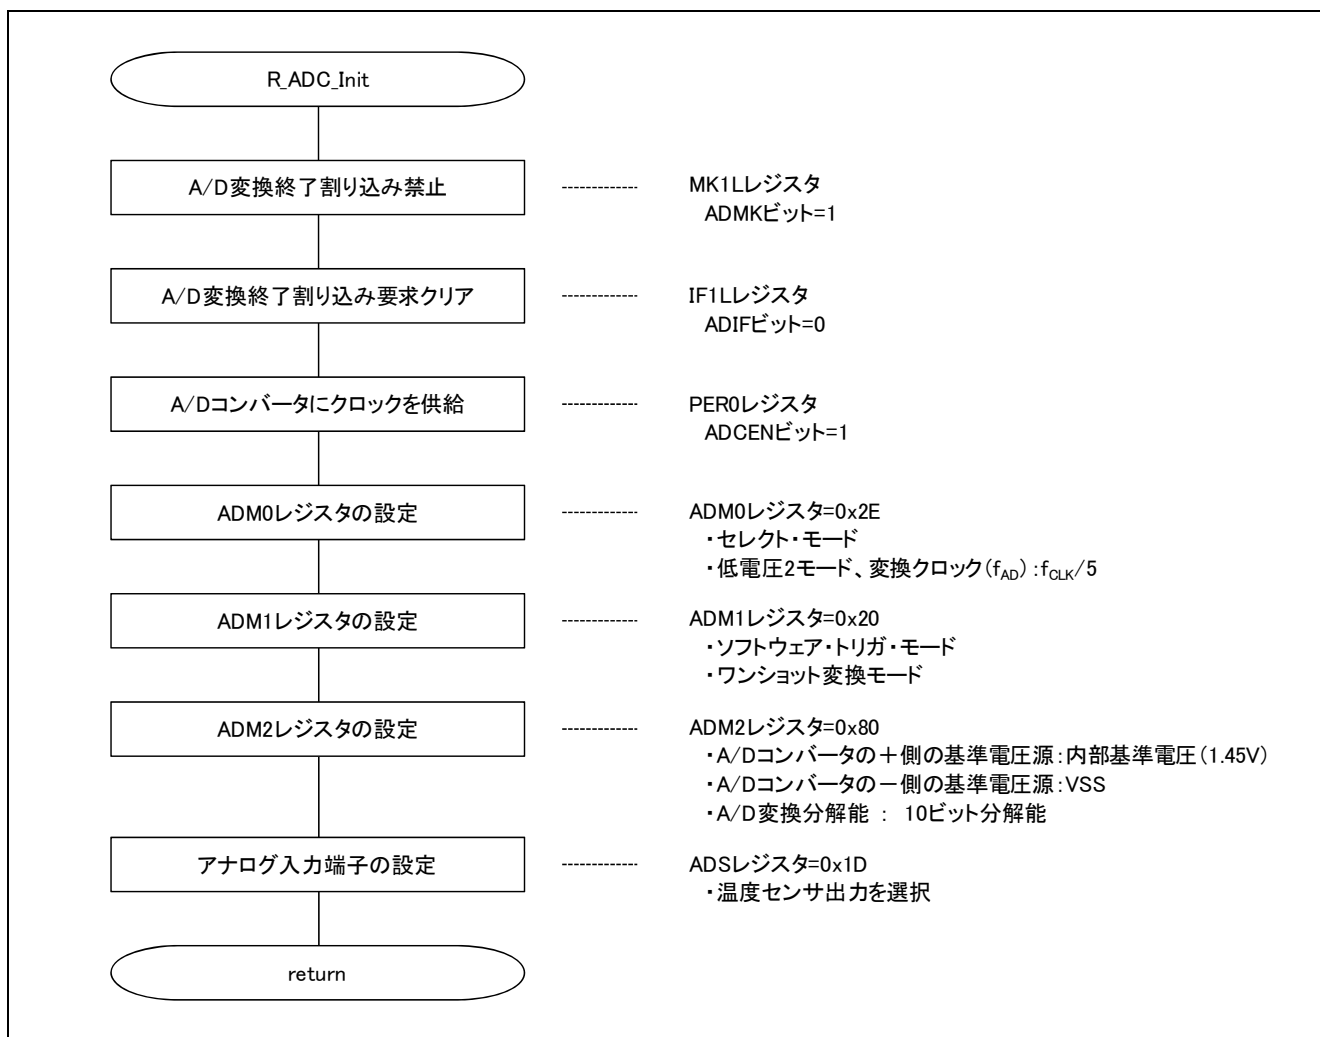 R_ADC_Init
A/D変換終了割り込み禁止
MK1Lレジスタ
ADMKビット=1
A/D変換終了割り込み要求クリア
IF1Lレジスタ
ADIFビット=0
A/Dコンバータにクロックを供給
PER0レジスタ
ADCENビット=1
ADM0レジスタの設定
ADM0レジスタ=0x2E
・セレクト・モード
・低電圧2モード、変換クロック(fAD):fCLK/5
ADM1レジスタの設定
ADM1レジスタ=0x20
・ソフトウェア・トリガ・モード
・ワンショット変換モード
ADM2レジスタの設定
ADM2レジスタ=0x80
・A/Dコンバータの＋側の基準電圧源:内部基準電圧(1.45V)
・A/Dコンバータの－側の基準電圧源:VSS
・A/D変換分解能 : 10ビット分解能
アナログ入力端子の設定
ADSレジスタ=0x1D
・温度センサ出力を選択
return